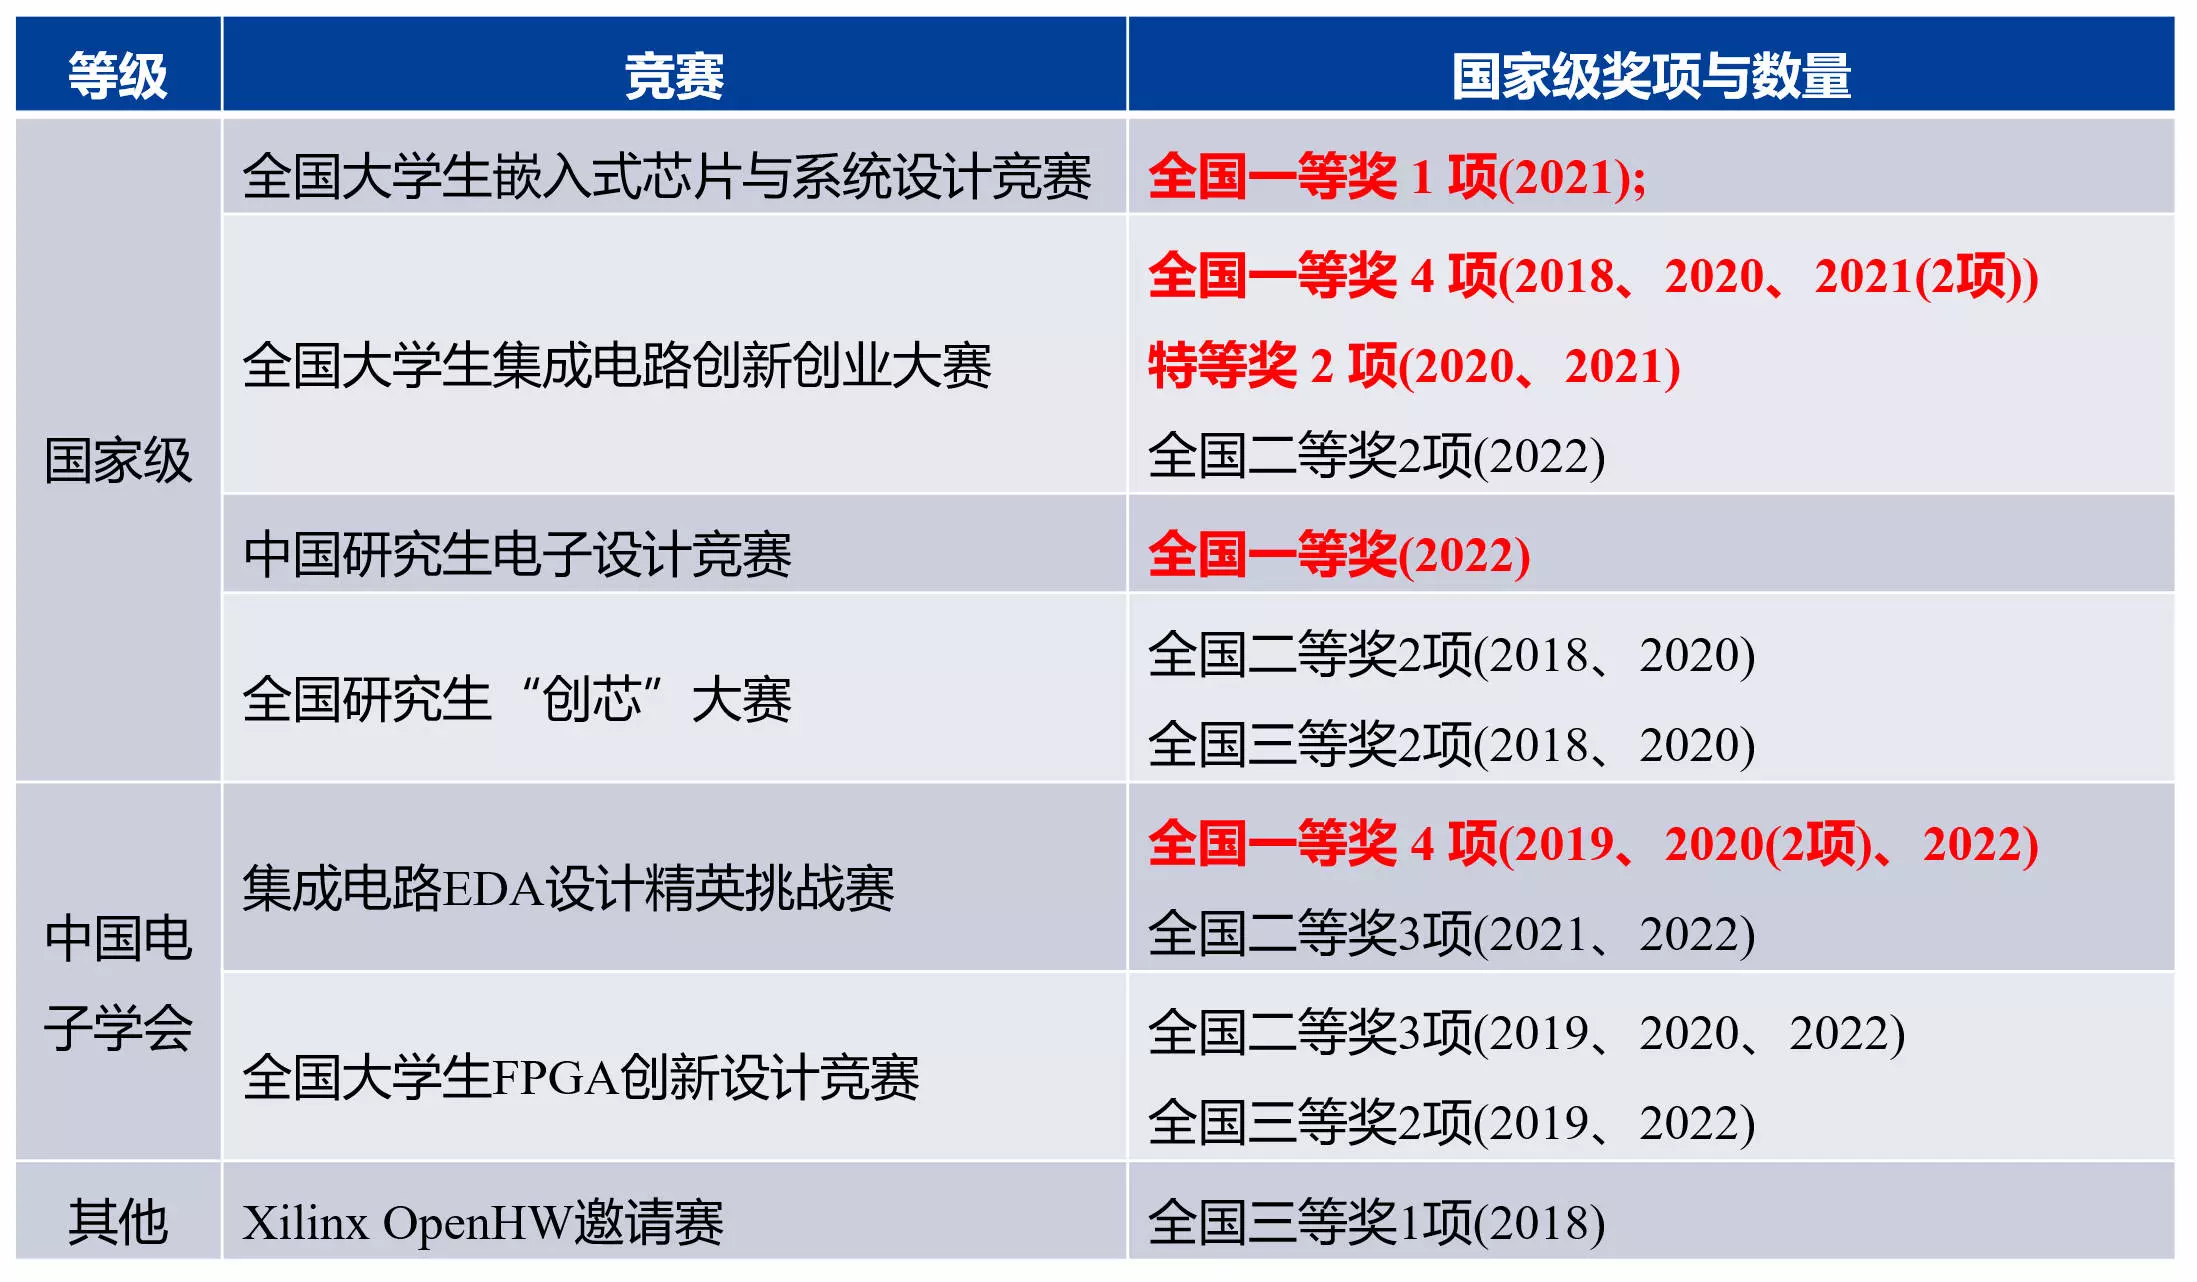 等级
竞赛
国家级奖项与数量
国家级
全国大学生嵌入式芯片与系统设计竞赛
全国一等奖 1 项(2021);
全国大学生集成电路创新创业大赛
全国一等奖 4 项(2018、2020、2021(2项))
特等奖 2 项(2020、2021)
全国二等奖2项(2022)
中国研究生电子设计竞赛
全国一等奖(2022)
全国研究生“创芯”大赛
全国二等奖2项(2018、2020)
全国三等奖2项(2018、2020)
中国电
子学会
集成电路EDA设计精英挑战赛
全国一等奖 4 项(2019、2020(2项)、2022)
全国二等奖3项(2021、2022)
全国大学生FPGA创新设计竞赛
全国二等奖3项(2019、2020、2022)
全国三等奖2项(2019、2022)
其他
Xilinx OpenHW邀请赛
全国三等奖1项(2018)